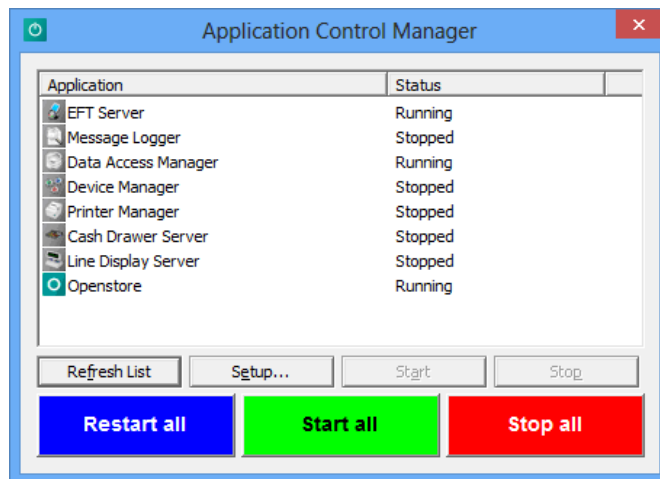 Application Control Manager
Application Status
EFT Server Running
Message Logger Stopped
Data Access Manager Running
Device Manager Stopped
Printer Manager Stopped
Cash Drawer Server Stopped
Line Display Server Stopped
Openstore Running
Refresh List Setup... Start Stop
Restart all Start all Stop all